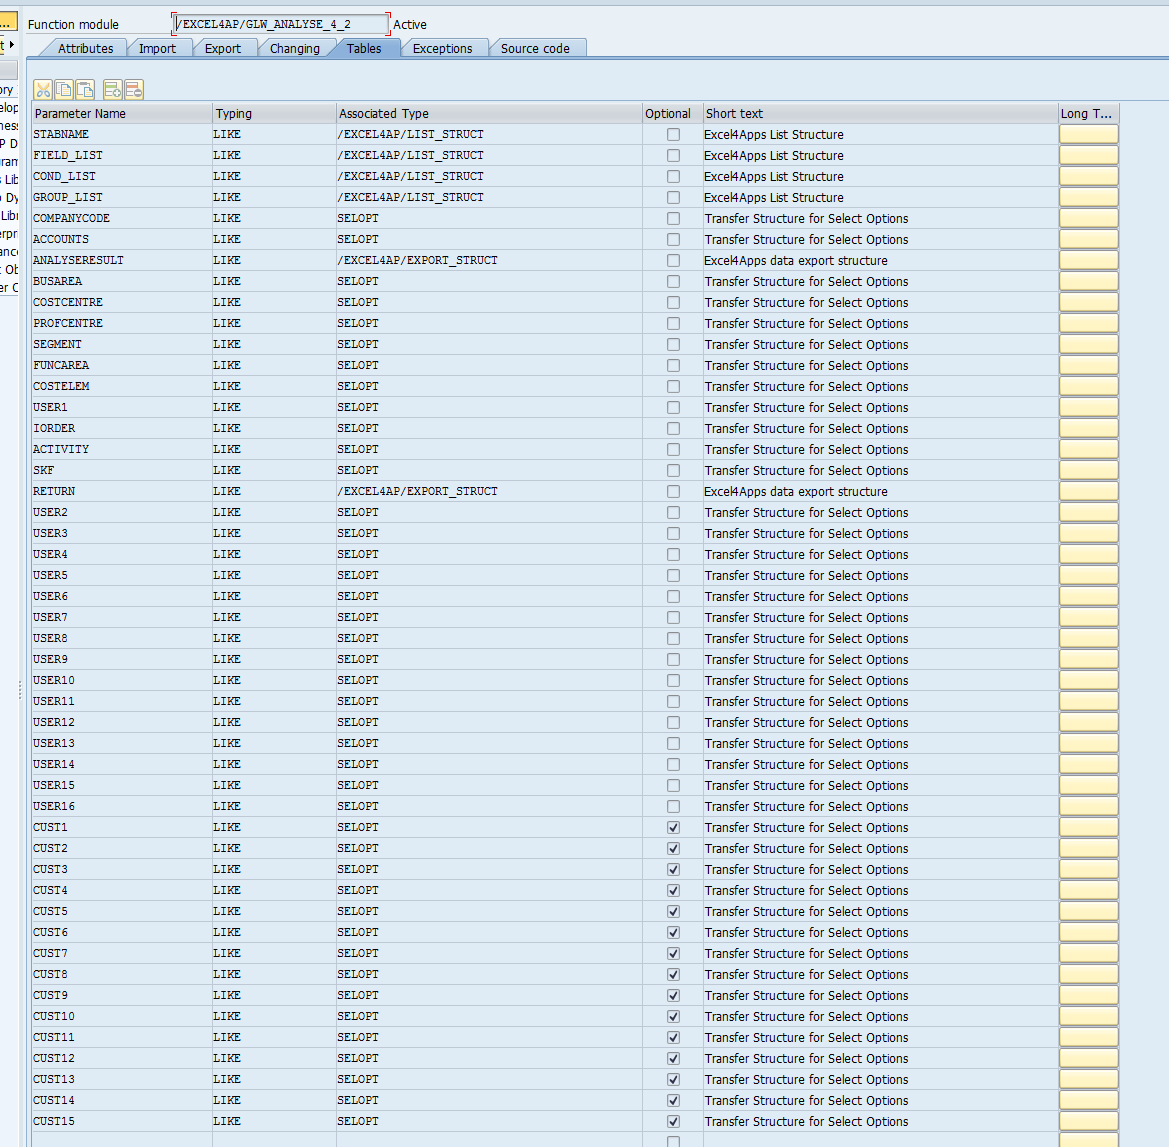 Function module /EXCEL4AP/GLW_ANALYSE_4_2 Active
Attributes Import Export Changing Tables Exceptions Source code
Parameter Name Typing Associated Type Optional Short text Long T...
STABNAME LIKE /EXCEL4AP/LIST_STRUCT Excel4Apps List Structure
FIELD_LIST LIKE /EXCEL4AP/LIST_STRUCT Excel4Apps List Structure
COND_LIST LIKE /EXCEL4AP/LIST_STRUCT Excel4Apps List Structure
GROUP_LIST LIKE /EXCEL4AP/LIST_STRUCT Excel4Apps List Structure
COMPANYCODE LIKE SELOPT Transfer Structure for Select Options
ACCOUNTS LIKE SELOPT Transfer Structure for Select Options
ANALYSERESULT LIKE /EXCEL4AP/EXPORT_STRUCT Excel4Apps data export structure
BUSAREA LIKE SELOPT Transfer Structure for Select Options
COSTCENTRE LIKE SELOPT Transfer Structure for Select Options
PROFCENTRE LIKE SELOPT Transfer Structure for Select Options
SEGMENT LIKE SELOPT Transfer Structure for Select Options
FUNCAREA LIKE SELOPT Transfer Structure for Select Options
COSTELEM LIKE SELOPT Transfer Structure for Select Options
USER1 LIKE SELOPT Transfer Structure for Select Options
IORDER LIKE SELOPT Transfer Structure for Select Options
ACTIVITY LIKE SELOPT Transfer Structure for Select Options
SKF LIKE SELOPT Transfer Structure for Select Options
RETURN LIKE /EXCEL4AP/EXPORT_STRUCT Excel4Apps data export structure
USER2 LIKE SELOPT Transfer Structure for Select Options
USER3 LIKE SELOPT Transfer Structure for Select Options
USER4 LIKE SELOPT Transfer Structure for Select Options
USER5 LIKE SELOPT Transfer Structure for Select Options
USER6 LIKE SELOPT Transfer Structure for Select Options
USER7 LIKE SELOPT Transfer Structure for Select Options
USER8 LIKE SELOPT Transfer Structure for Select Options
USER9 LIKE SELOPT Transfer Structure for Select Options
USER10 LIKE SELOPT Transfer Structure for Select Options
USER11 LIKE SELOPT Transfer Structure for Select Options
USER12 LIKE SELOPT Transfer Structure for Select Options
USER13 LIKE SELOPT Transfer Structure for Select Options
USER14 LIKE SELOPT Transfer Structure for Select Options
USER15 LIKE SELOPT Transfer Structure for Select Options
USER16 LIKE SELOPT Transfer Structure for Select Options
CUST1 LIKE SELOPT Transfer Structure for Select Options
CUST2 LIKE SELOPT Transfer Structure for Select Options
CUST3 LIKE SELOPT Transfer Structure for Select Options
CUST4 LIKE SELOPT Transfer Structure for Select Options
CUST5 LIKE SELOPT Transfer Structure for Select Options
CUST6 LIKE SELOPT Transfer Structure for Select Options
CUST7 LIKE SELOPT Transfer Structure for Select Options
CUST8 LIKE SELOPT Transfer Structure for Select Options
CUST9 LIKE SELOPT Transfer Structure for Select Options
CUST10 LIKE SELOPT Transfer Structure for Select Options
CUST11 LIKE SELOPT Transfer Structure for Select Options
CUST12 LIKE SELOPT Transfer Structure for Select Options
CUST13 LIKE SELOPT Transfer Structure for Select Options
CUST14 LIKE SELOPT Transfer Structure for Select Options
CUST15 LIKE SELOPT Transfer Structure for Select Options